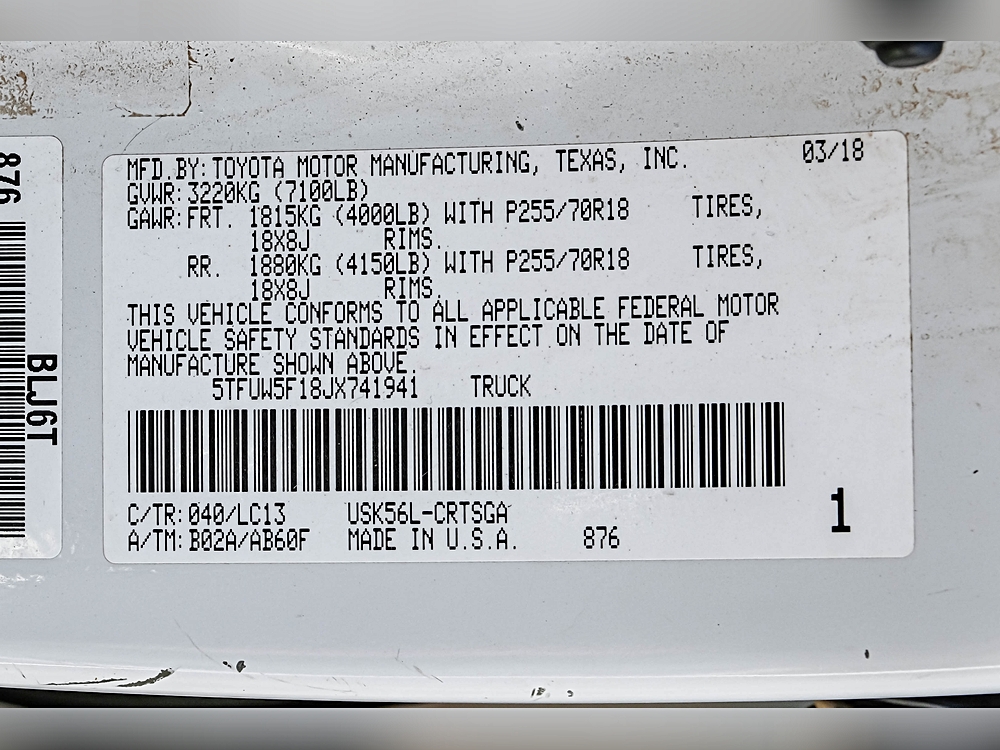 876
BLJ6T
MFD.BY:TOYOTA MOTOR MANUFACTURING, TEXAS, INC. 03/18
GVWR:3220KG (7100LB)
GAWR:FRT. 1815KG (4000LB) WITH P255/70R18 TIRES,
18X8J RIMS.
RR. 1880KG (4150LB) WITH P255/70R18 TIRES,
18X8J RIMS.
THIS VEHICLE CONFORMS TO ALL APPLICABLE FEDERAL MOTOR
VEHICLE SAFETY STANDARDS IN EFFECT ON THE DATE OF
MANUFACTURE SHOWN ABOVE.
5TFUW5F18JX741941 TRUCK
C/TR:040/LC13 USK56L-CRTSGA
A/TM:B02A/AB60F MADE IN U.S.A. 876
1